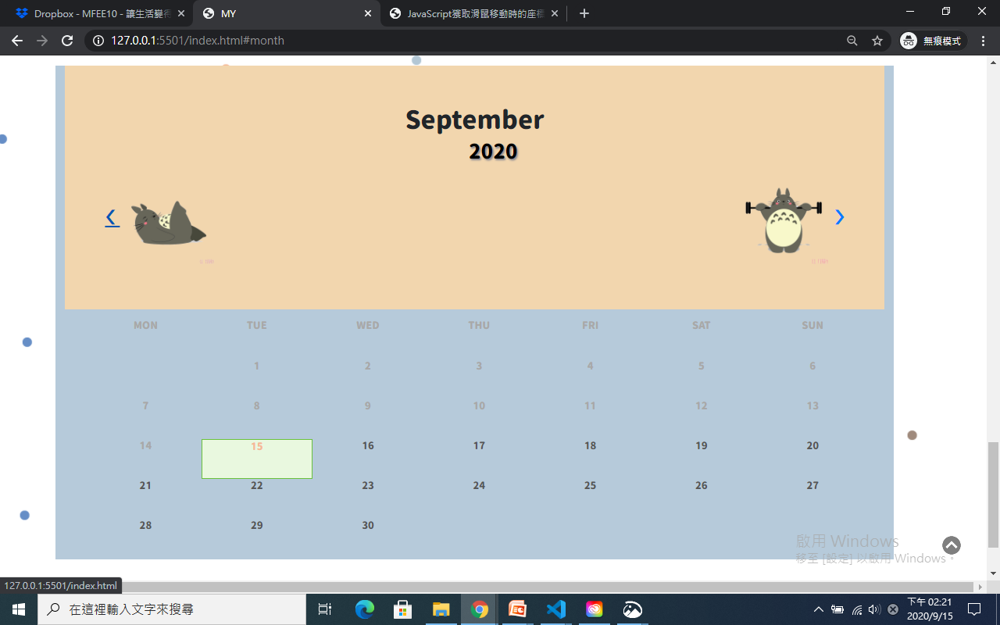 Dropbox - MFEE10 - 讓生活變得
MY
JavaScript獲取滑鼠移動時的座標
127.0.0.1:5501/index.html#month
無痕模式
September
2020
‹
›
MON TUE WED THU FRI SAT SUN
1 2 3 4 5 6
7 8 9 10 11 12 13
14 15 16 17 18 19 20
21 22 23 24 25 26 27
28 29 30
啟用 Windows
移至 [設定] 以啟用 Windows。
127.0.0.1:5501/index.html
在這裡輸入文字來搜尋
下午 02:21
2020/9/15